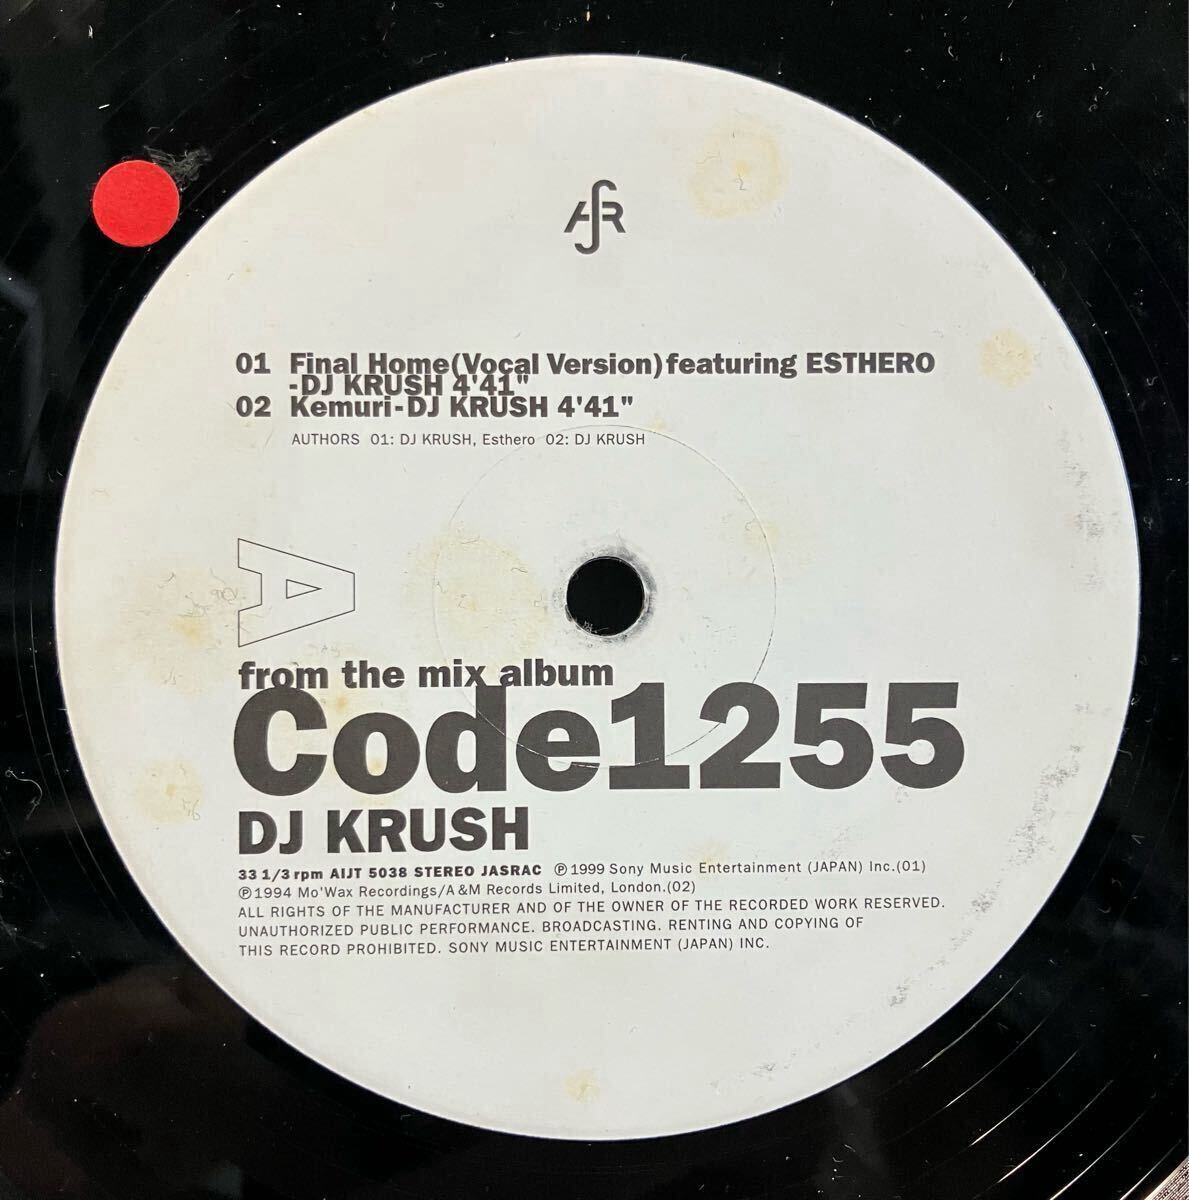 AJR
01 Final Home(Vocal Version)featuring ESTHERO
-DJ KRUSH 4'41"
02 Kemuri-DJ KRUSH 4'41"
AUTHORS 01: DJ KRUSH, Esthero 02: DJ KRUSH
A
from the mix album
Code1255
DJ KRUSH
33 1/3 rpm AIJT 5038 STEREO JASRAC ℗1999 Sony Music Entertainment (JAPAN) Inc.(01)
℗1994 Mo'Wax Recordings/A&M Records Limited, London.(02)
ALL RIGHTS OF THE MANUFACTURER AND OF THE OWNER OF THE RECORDED WORK RESERVED.
UNAUTHORIZED PUBLIC PERFORMANCE. BROADCASTING. RENTING AND COPYING OF
THIS RECORD PROHIBITED. SONY MUSIC ENTERTAINMENT (JAPAN) INC.